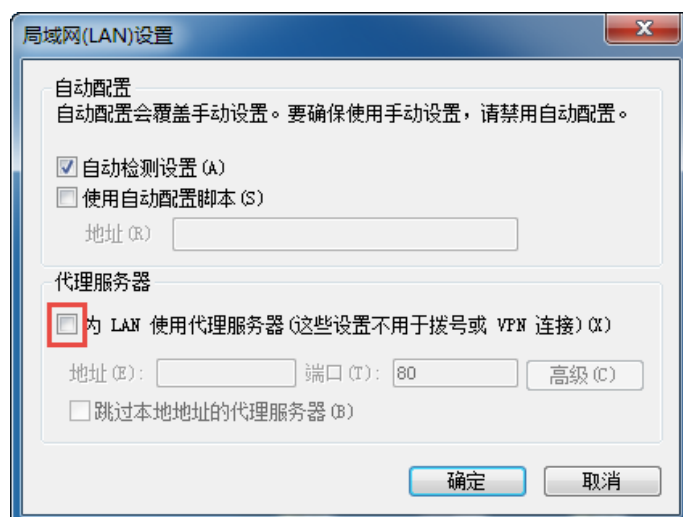 局域网(LAN)设置
自动配置
自动配置会覆盖手动设置。要确保使用手动设置，请禁用自动配置。
自动检测设置(A)
使用自动配置脚本(S)
地址(R)
代理服务器
为 LAN 使用代理服务器(这些设置不用于拨号或 VPN 连接)(X)
地址(E): 端口(T): 80 高级(C)
跳过本地地址的代理服务器(B)
确定 取消